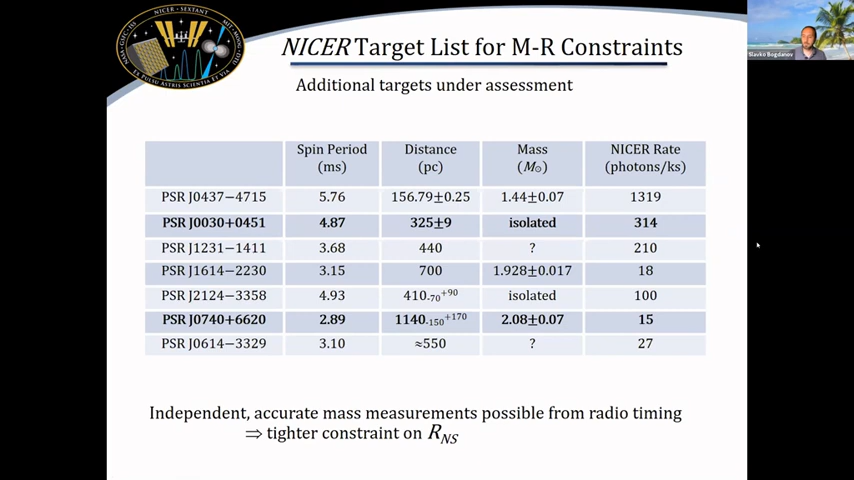 NICER ★ SEXTANT
NICER Target List for M-R Constraints
Slavko Bogdanov
Additional targets under assessment
Spin Period (ms) Distance (pc) Mass (M⊙) NICER Rate (photons/ks)
PSR J0437−4715 5.76 156.79±0.25 1.44±0.07 1319
PSR J0030+0451 4.87 325±9 isolated 314
PSR J1231−1411 3.68 440 ? 210
PSR J1614−2230 3.15 700 1.928±0.017 18
PSR J2124−3358 4.93 410-70+90 isolated 100
PSR J0740+6620 2.89 1140-150+170 2.08±0.07 15
PSR J0614−3329 3.10 ≈550 ? 27
Independent, accurate mass measurements possible from radio timing
⇒ tighter constraint on RNS